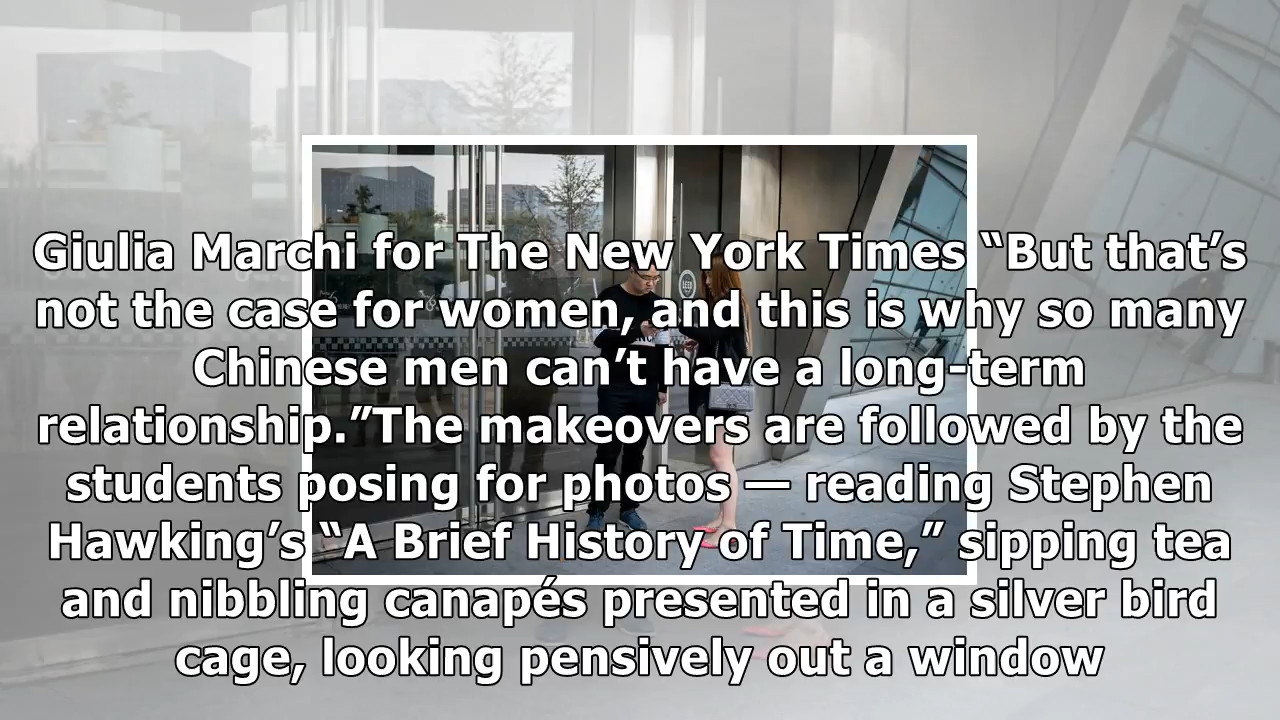 Giulia Marchi for The New York Times “But that’s
not the case for women, and this is why so many
Chinese men can’t have a long-term
relationship.”The makeovers are followed by the
students posing for photos — reading Stephen
Hawking’s “A Brief History of Time,” sipping tea
and nibbling canapés presented in a silver bird
cage, looking pensively out a window